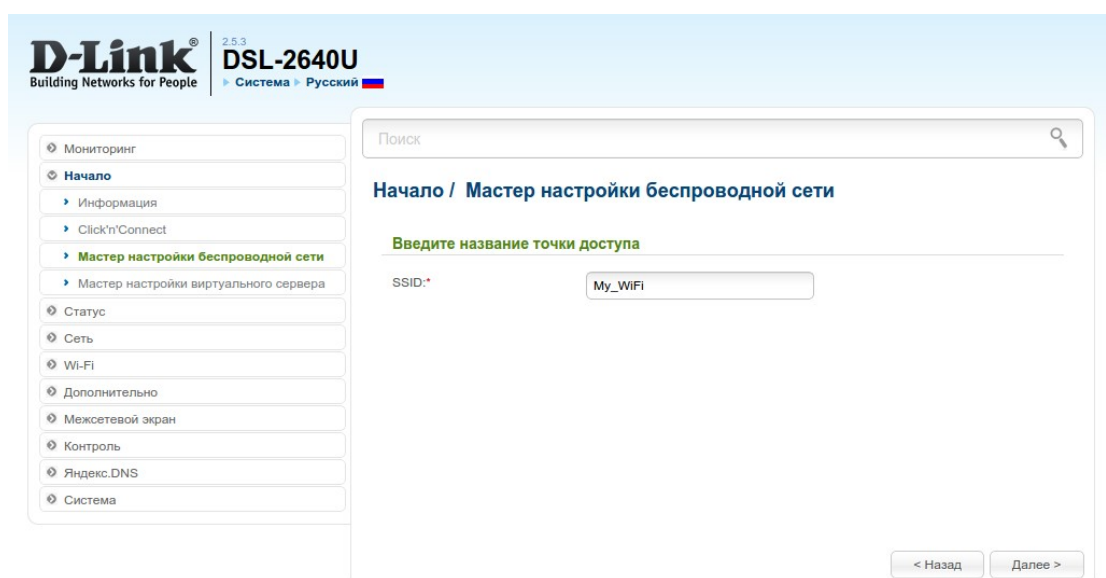 D-Link®
Building Networks for People
2.5.3
DSL-2640U
Система Русский
Поиск
Мониторинг
Начало
Информация
Click'n'Connect
Мастер настройки беспроводной сети
Мастер настройки виртуального сервера
Статус
Сеть
Wi-Fi
Дополнительно
Межсетевой экран
Контроль
Яндекс.DNS
Система
Начало / Мастер настройки беспроводной сети
Введите название точки доступа
SSID:* My_WiFi
< Назад Далее >